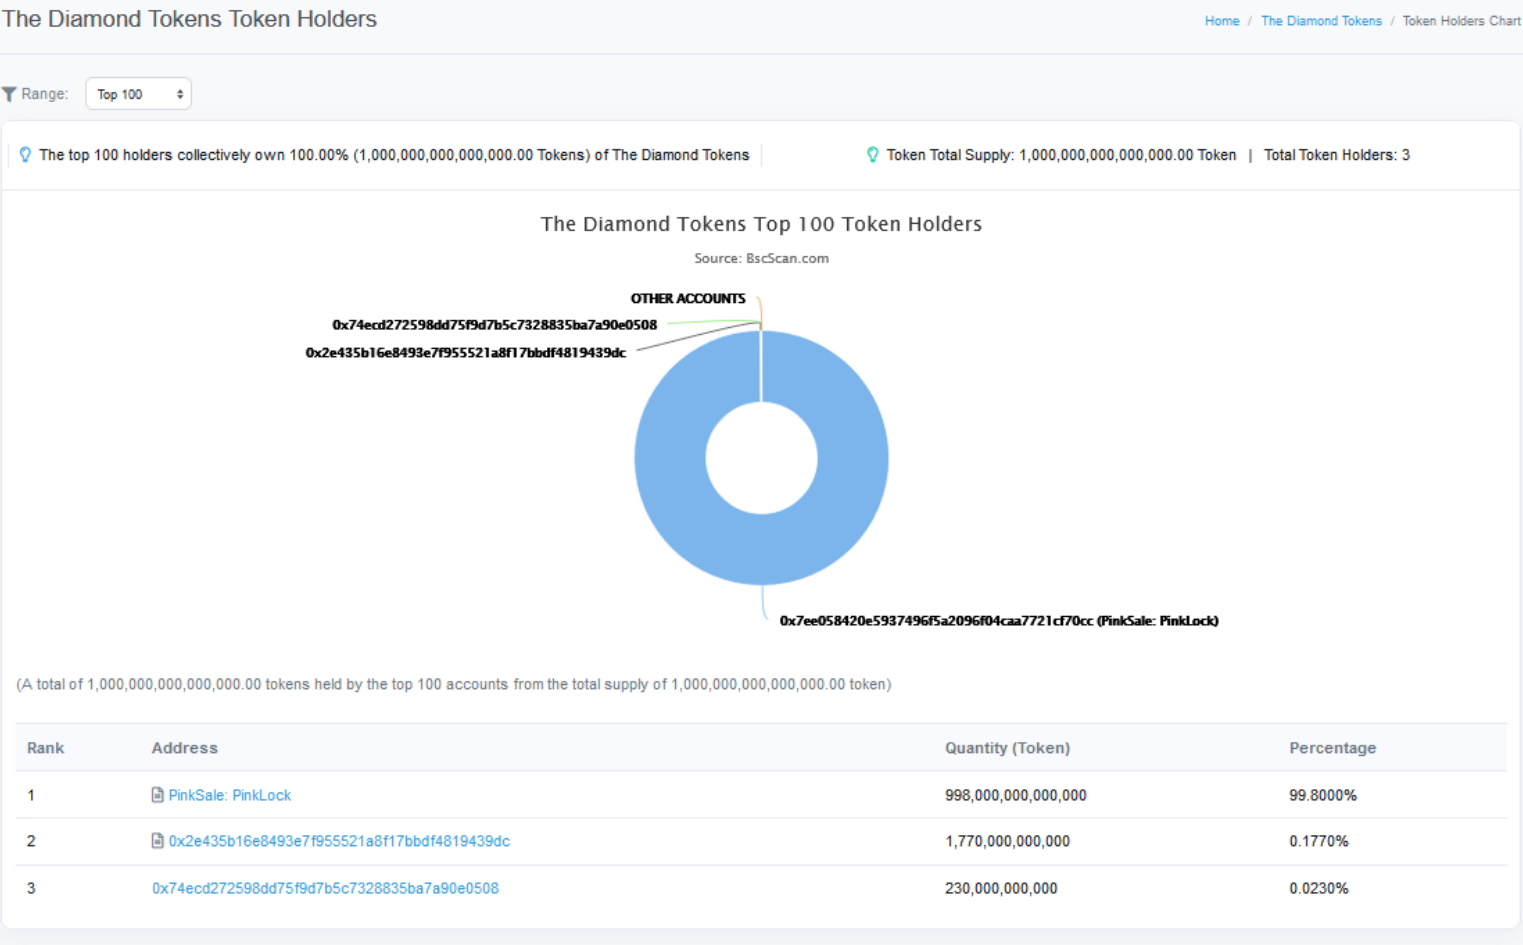 The Diamond Tokens Token Holders
Home / The Diamond Tokens / Token Holders Chart
Range: Top 100
The top 100 holders collectively own 100.00% (1,000,000,000,000,000.00 Tokens) of The Diamond Tokens
Token Total Supply: 1,000,000,000,000,000.00 Token | Total Token Holders: 3
The Diamond Tokens Top 100 Token Holders
Source: BscScan.com
OTHER ACCOUNTS
0x74ecd272598dd75f9d7b5c7328835ba7a90e0508
0x2e435b16e8493e7f955521a8f17bbdf4819439dc
0x7ee058420e5937496f5a2096f04caa7721cf70cc (PinkSale: PinkLock)
(A total of 1,000,000,000,000,000.00 tokens held by the top 100 accounts from the total supply of 1,000,000,000,000,000.00 token)
Rank Address Quantity (Token) Percentage
1 PinkSale: PinkLock 998,000,000,000,000 99.8000%
2 0x2e435b16e8493e7f955521a8f17bbdf4819439dc 1,770,000,000,000 0.1770%
3 0x74ecd272598dd75f9d7b5c7328835ba7a90e0508 230,000,000,000 0.0230%